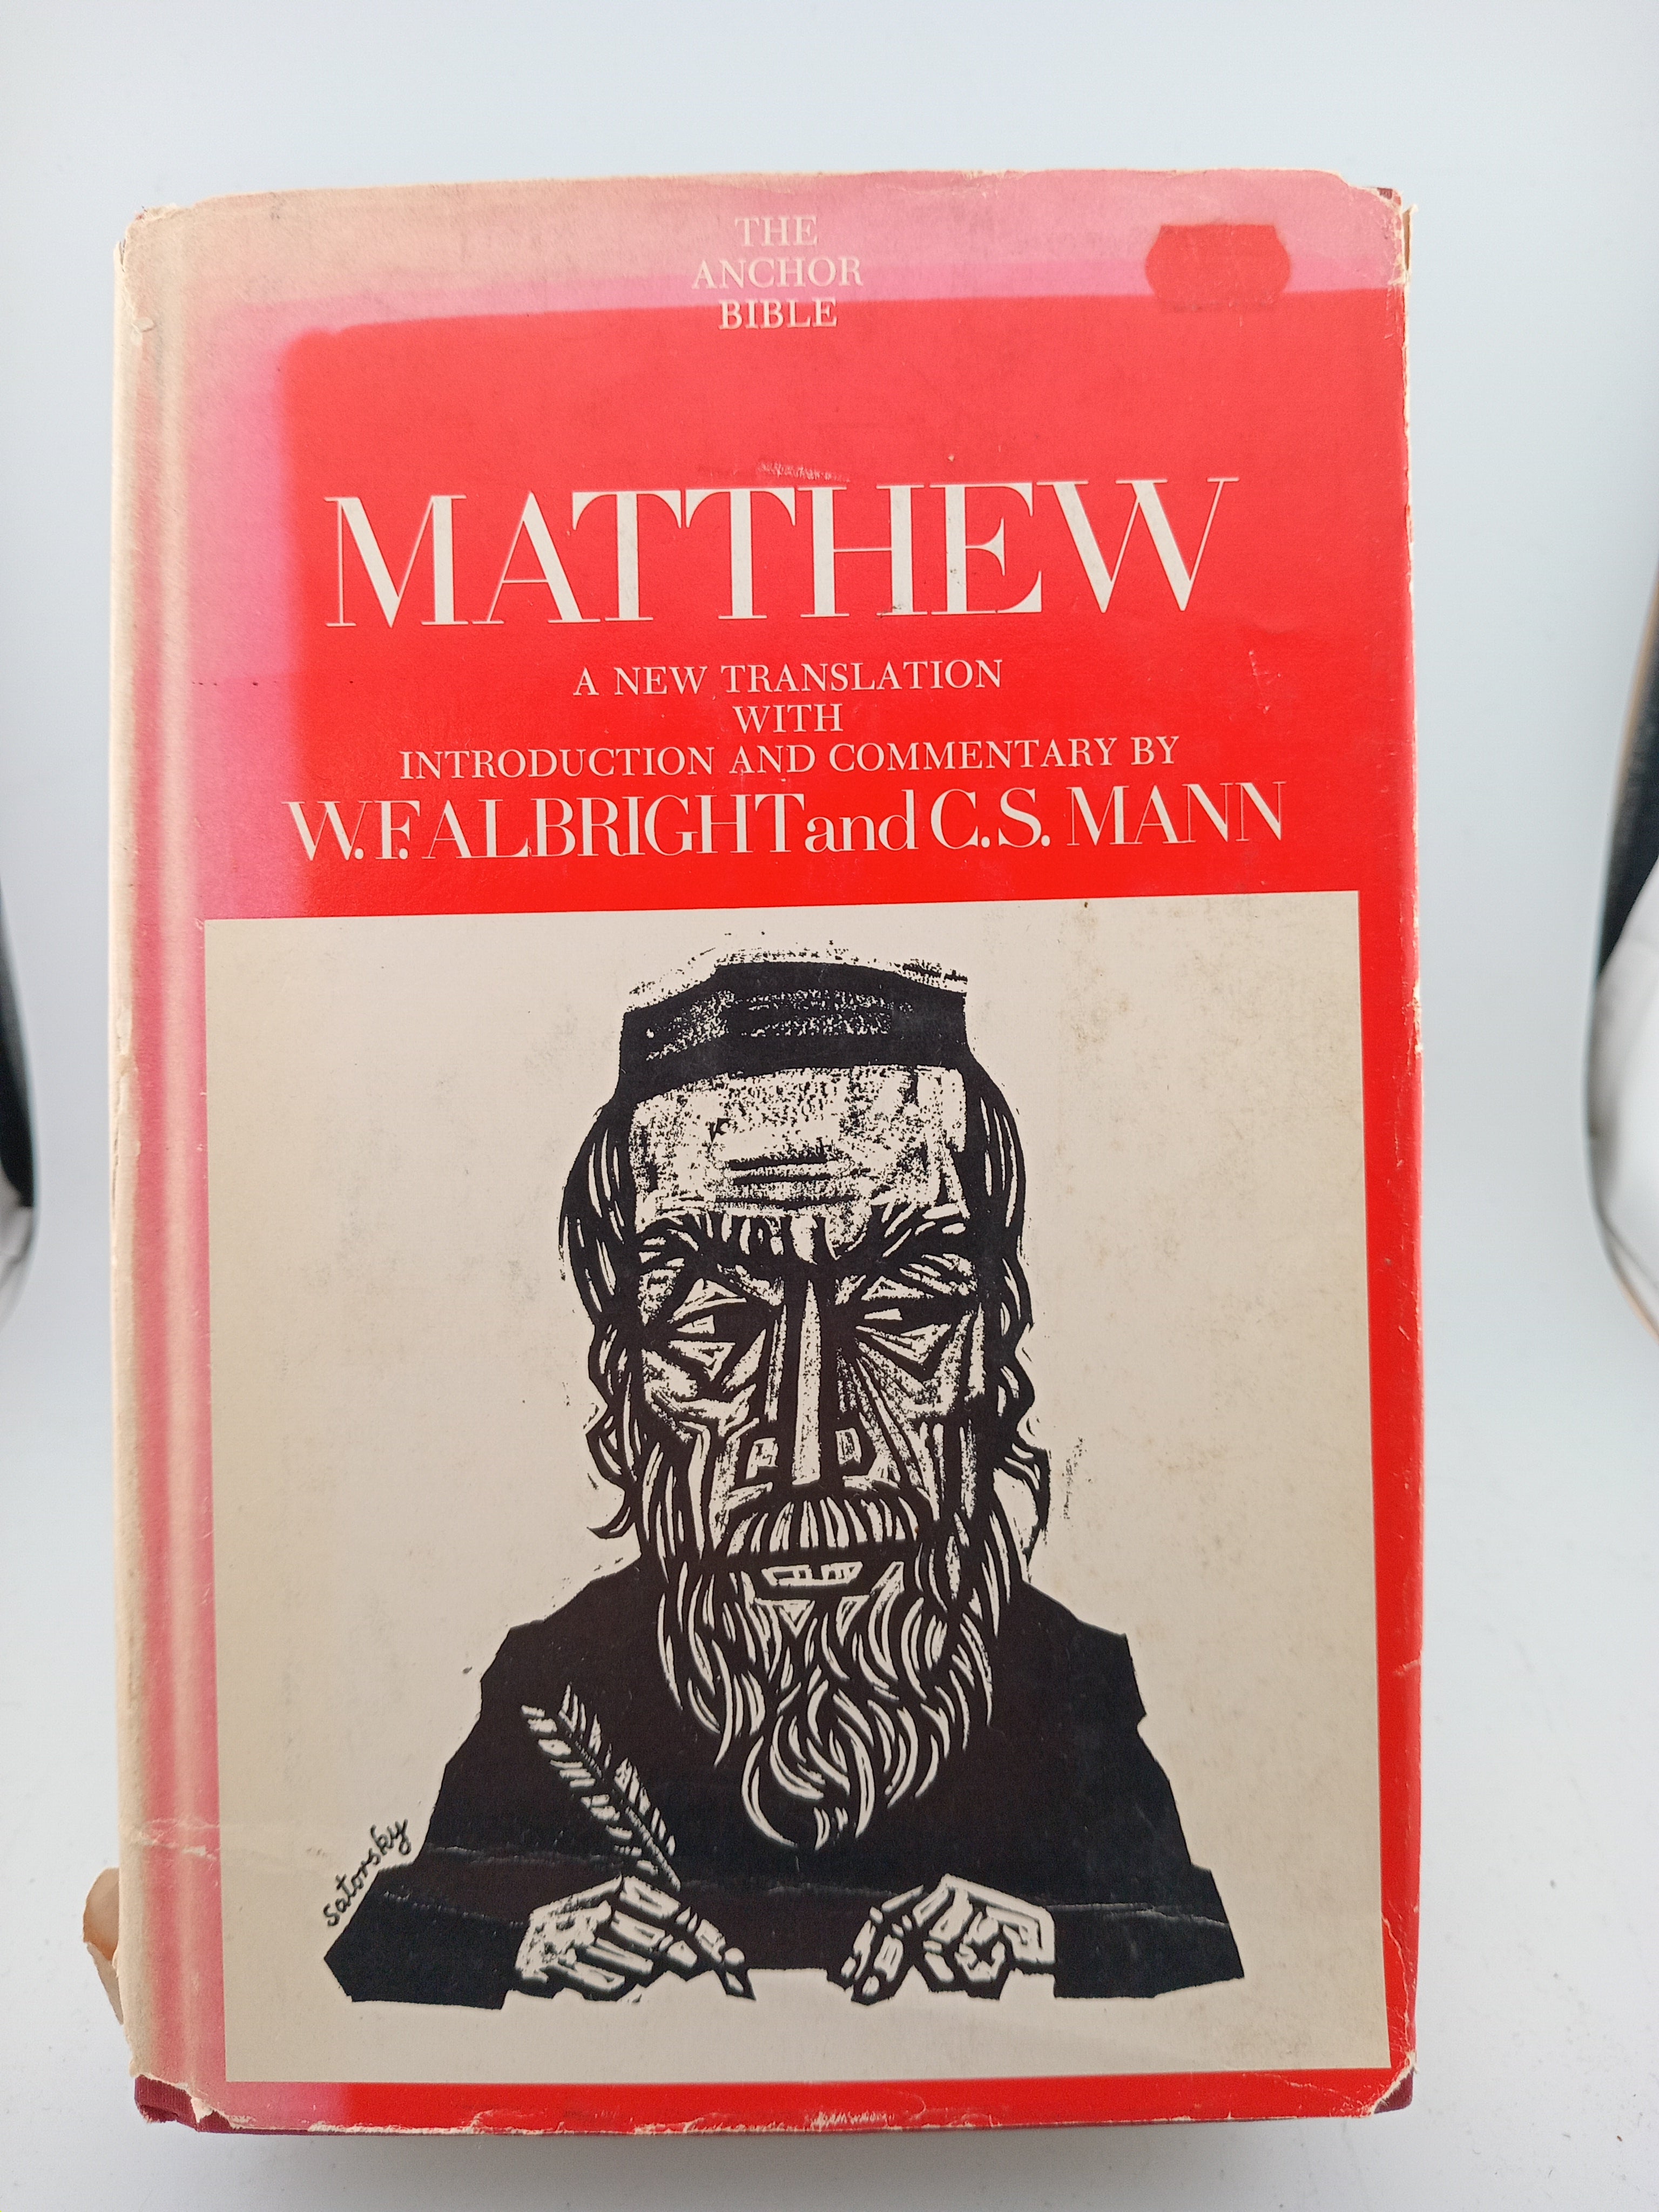 THE
ANCHOR
BIBLE
MATTHEW
A NEW TRANSLATION
WITH
INTRODUCTION AND COMMENTARY BY
W.F. ALBRIGHT and C.S. MANN
satorsky